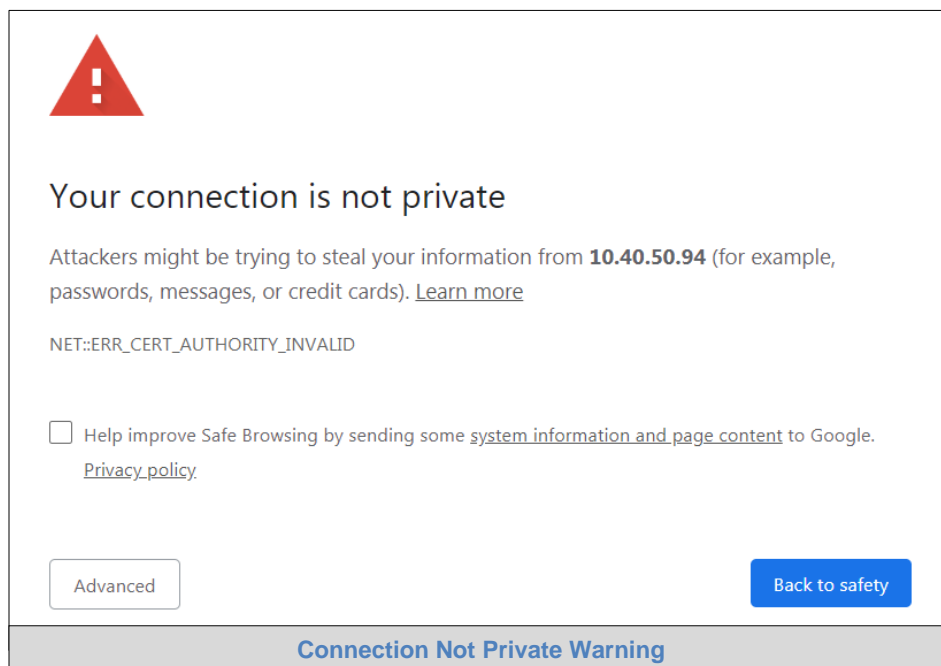 Your connection is not private
Attackers might be trying to steal your information from 10.40.50.94 (for example,
passwords, messages, or credit cards). Learn more
NET::ERR_CERT_AUTHORITY_INVALID
Help improve Safe Browsing by sending some system information and page content to Google.
Privacy policy
Advanced
Back to safety
Connection Not Private Warning